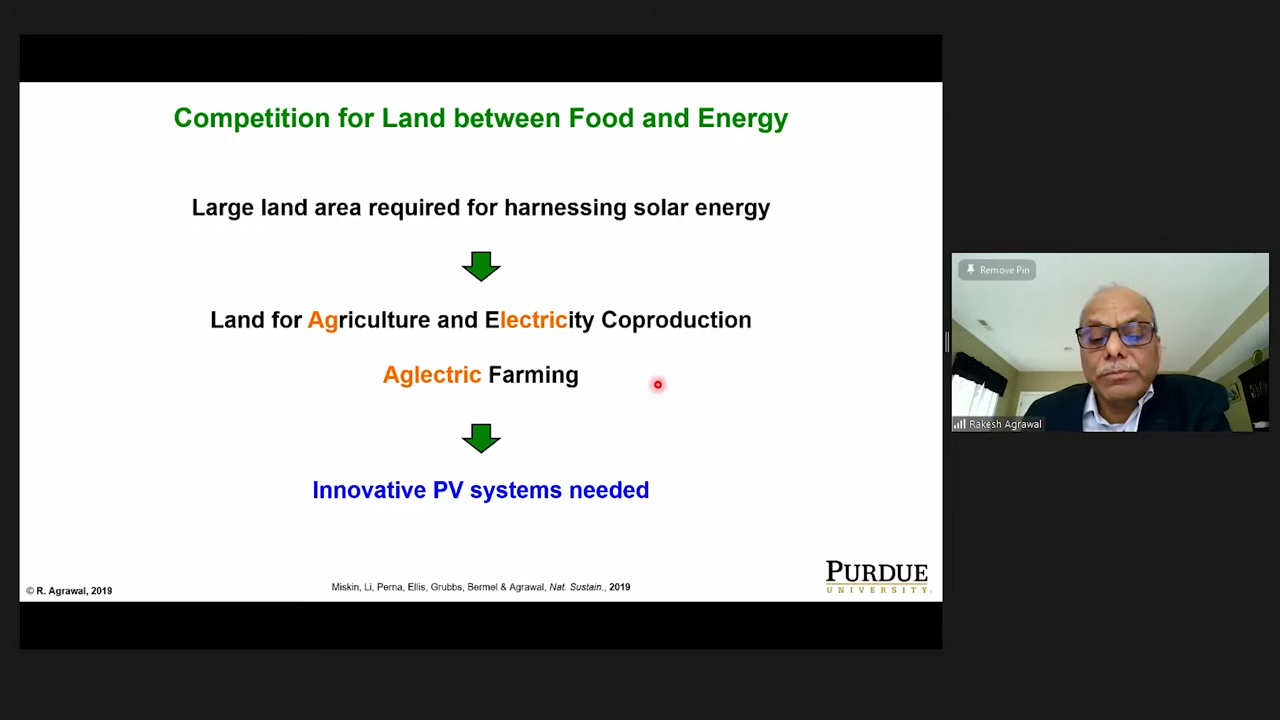 Competition for Land between Food and Energy
Large land area required for harnessing solar energy
Land for Agriculture and Electricity Coproduction
Aglectric Farming
Innovative PV systems needed
© R. Agrawal, 2019
Miskin, Li, Perna, Ellis, Grubbs, Bermel & Agrawal, Nat. Sustain., 2019
PURDUE
UNIVERSITY.
Remove Pin
Rakesh Agrawal